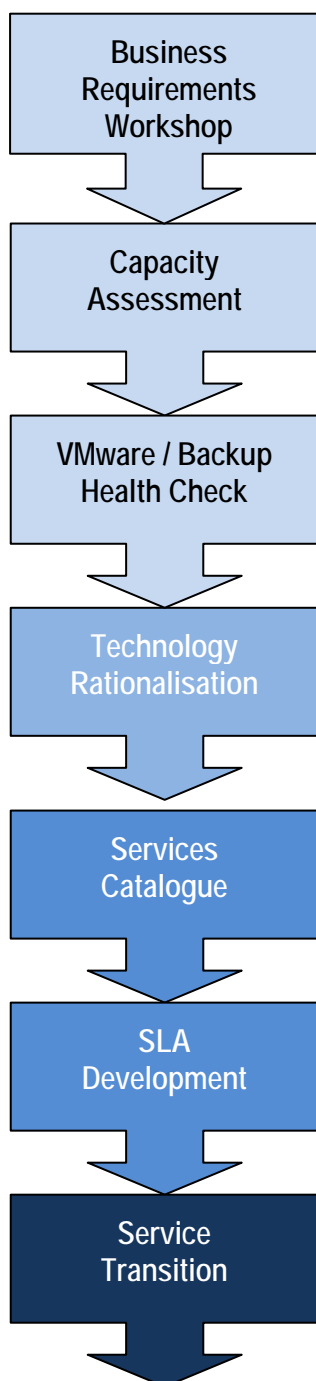 Business
Requirements
Workshop
Capacity
Assessment
VMware / Backup
Health Check
Technology
Rationalisation
Services
Catalogue
SLA
Development
Service
Transition